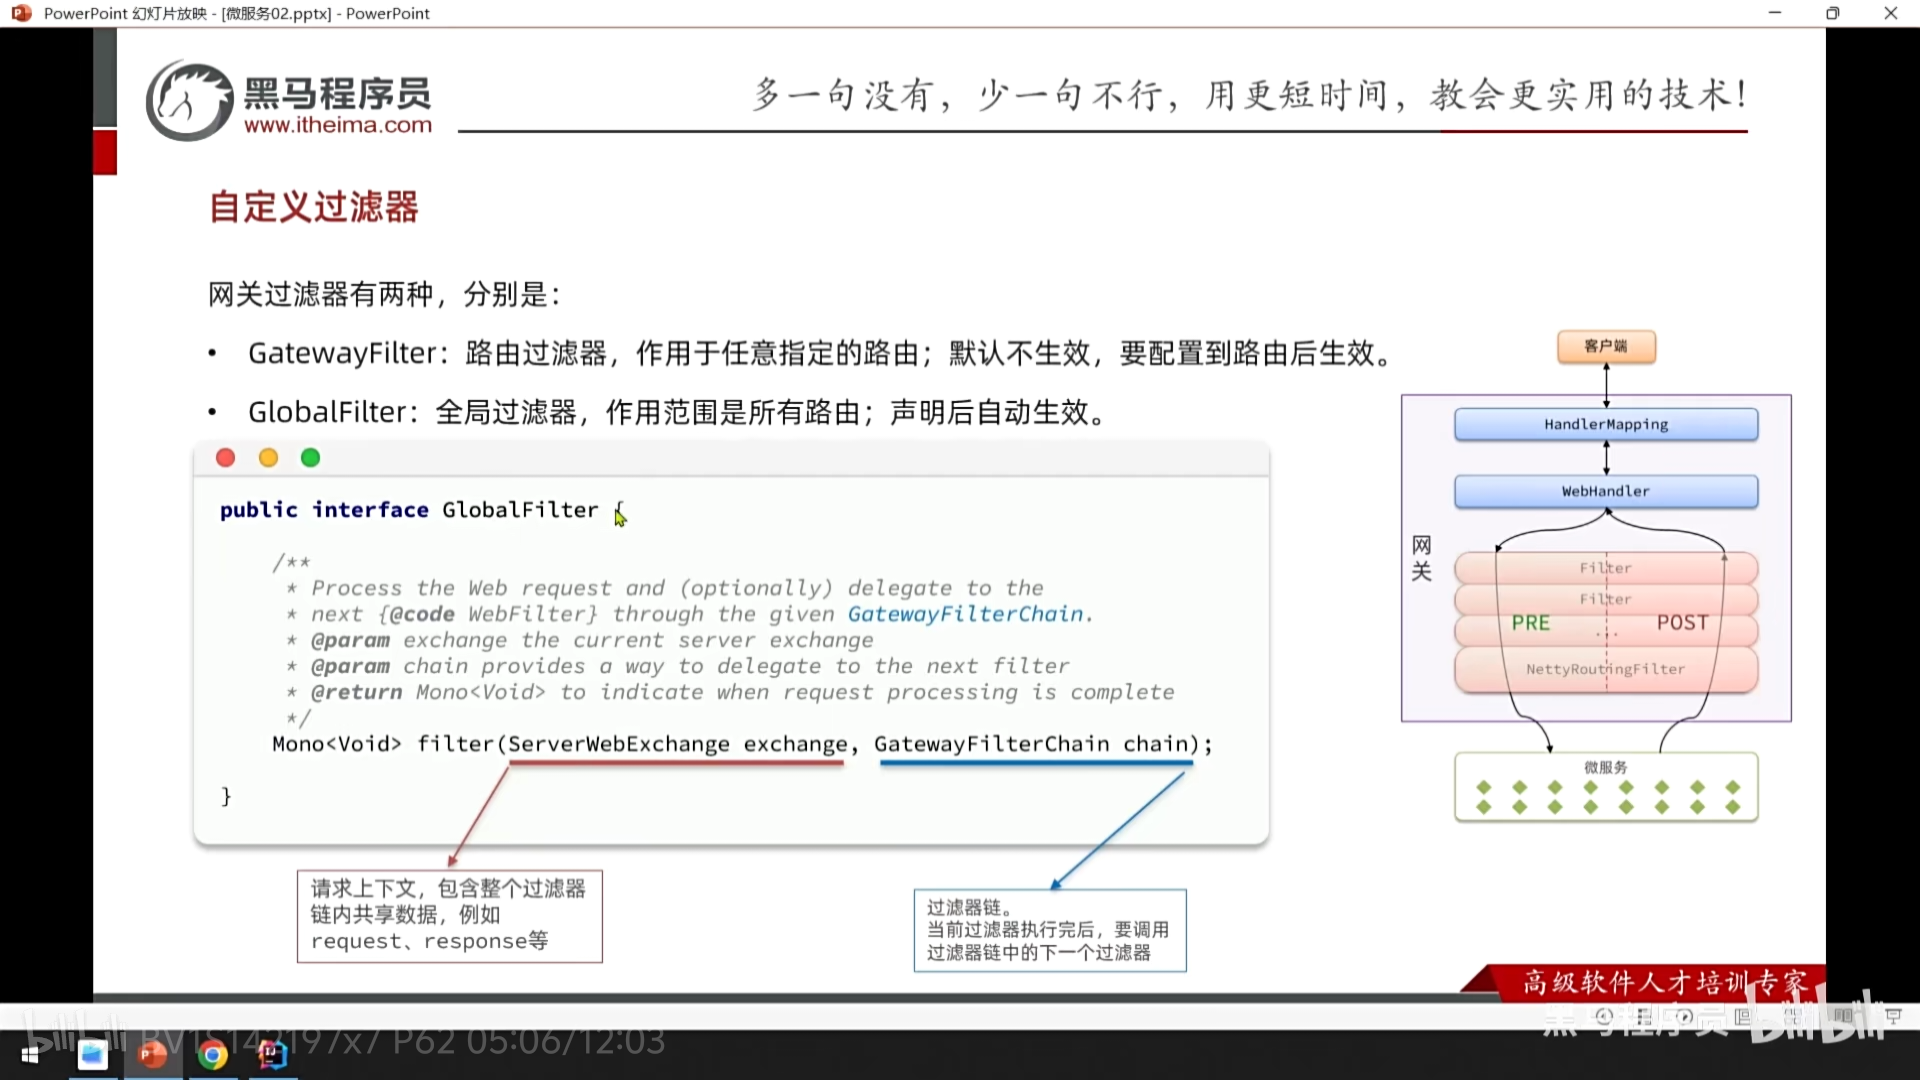 PowerPoint 幻灯片放映 - [微服务02.pptx] - PowerPoint
黑马程序员
www.itheima.com
多一句没有，少一句不行，用更短时间，教会更实用的技术！
自定义过滤器
网关过滤器有两种，分别是：
• GatewayFilter：路由过滤器，作用于任意指定的路由；默认不生效，要配置到路由后生效。
• GlobalFilter：全局过滤器，作用范围是所有路由；声明后自动生效。
public interface GlobalFilter {
/**
* Process the Web request and (optionally) delegate to the
* next {@code WebFilter} through the given GatewayFilterChain.
* @param exchange the current server exchange
* @param chain provides a way to delegate to the next filter
* @return Mono<Void> to indicate when request processing is complete
*/
Mono<Void> filter(ServerWebExchange exchange, GatewayFilterChain chain);
}
请求上下文，包含整个过滤器
链内共享数据，例如
request、response等
过滤器链。
当前过滤器执行完后，要调用
过滤器链中的下一个过滤器
客户端
网关
HandlerMapping
WebHandler
Filter
Filter
PRE
...
POST
NettyRoutingFilter
微服务
高级软件人才培训专家
黑马程序员
bilibili
bilibili
P62 05:06/12:03